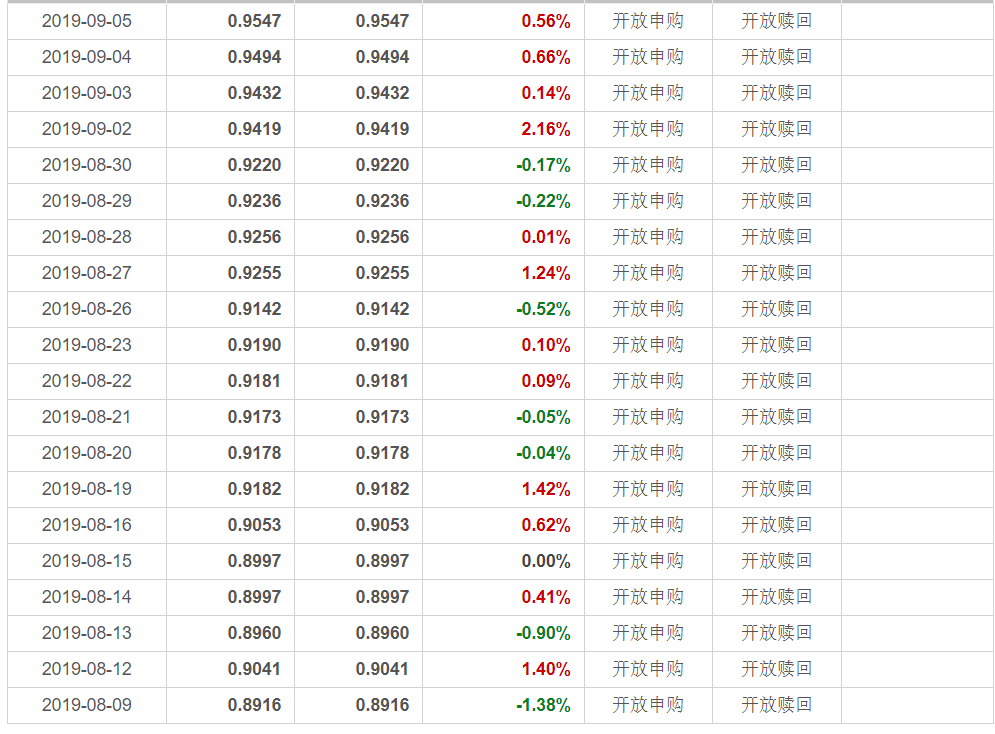 2019-09-05 0.9547 0.9547 0.56% 开放申购 开放赎回
2019-09-04 0.9494 0.9494 0.66% 开放申购 开放赎回
2019-09-03 0.9432 0.9432 0.14% 开放申购 开放赎回
2019-09-02 0.9419 0.9419 2.16% 开放申购 开放赎回
2019-08-30 0.9220 0.9220 -0.17% 开放申购 开放赎回
2019-08-29 0.9236 0.9236 -0.22% 开放申购 开放赎回
2019-08-28 0.9256 0.9256 0.01% 开放申购 开放赎回
2019-08-27 0.9255 0.9255 1.24% 开放申购 开放赎回
2019-08-26 0.9142 0.9142 -0.52% 开放申购 开放赎回
2019-08-23 0.9190 0.9190 0.10% 开放申购 开放赎回
2019-08-22 0.9181 0.9181 0.09% 开放申购 开放赎回
2019-08-21 0.9173 0.9173 -0.05% 开放申购 开放赎回
2019-08-20 0.9178 0.9178 -0.04% 开放申购 开放赎回
2019-08-19 0.9182 0.9182 1.42% 开放申购 开放赎回
2019-08-16 0.9053 0.9053 0.62% 开放申购 开放赎回
2019-08-15 0.8997 0.8997 0.00% 开放申购 开放赎回
2019-08-14 0.8997 0.8997 0.41% 开放申购 开放赎回
2019-08-13 0.8960 0.8960 -0.90% 开放申购 开放赎回
2019-08-12 0.9041 0.9041 1.40% 开放申购 开放赎回
2019-08-09 0.8916 0.8916 -1.38% 开放申购 开放赎回